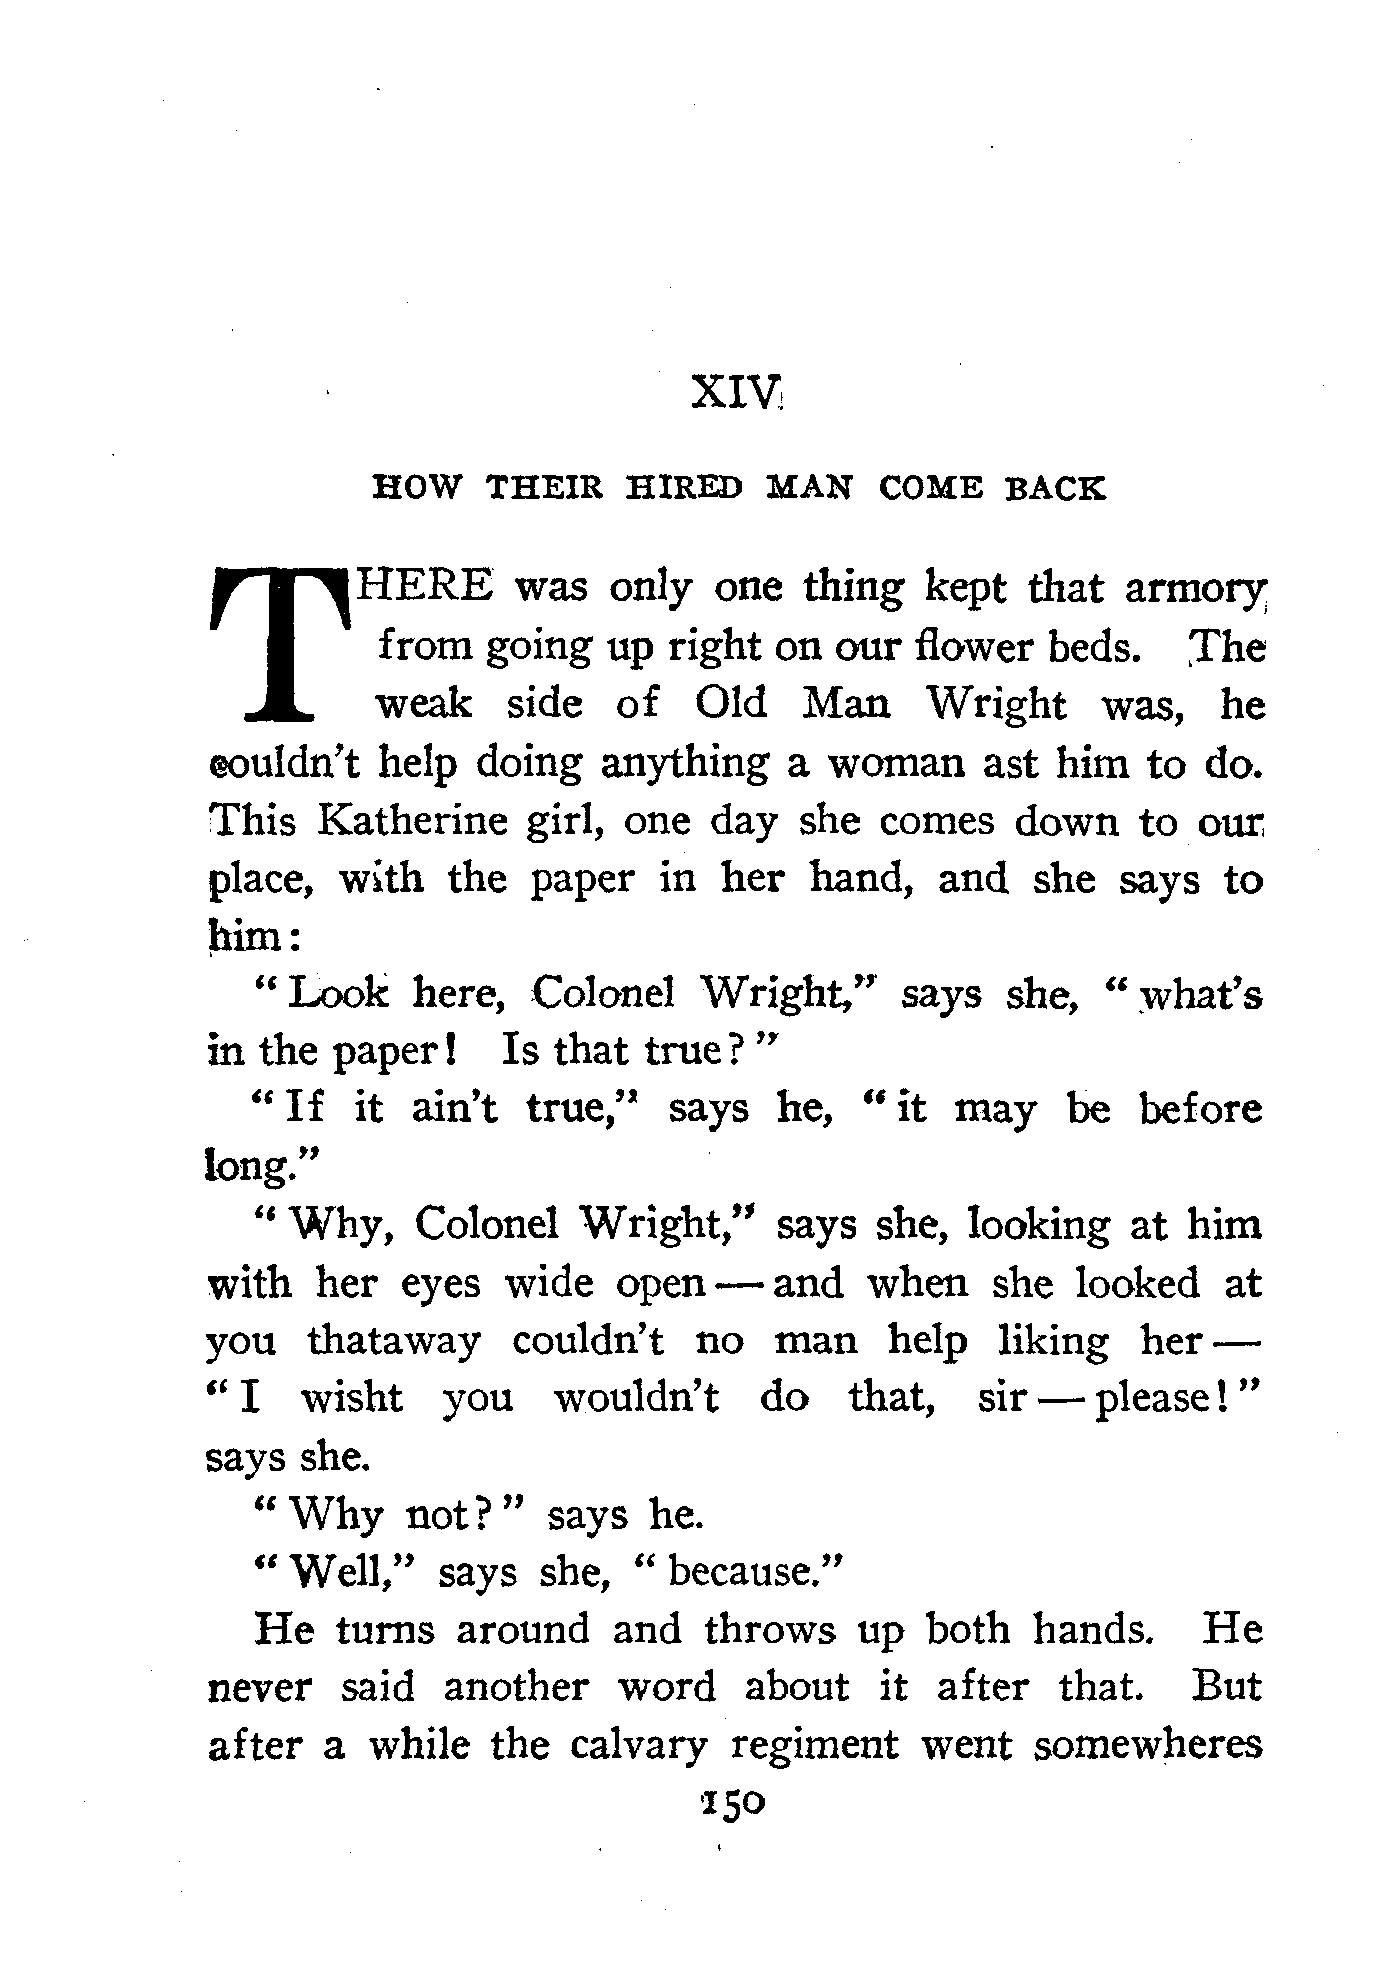 XIV
HOW THEIR HIRED MAN COME BACK
THERE was only one thing kept that armory
from going up right on our flower beds. The
weak side of Old Man Wright was, he
couldn't help doing anything a woman ast him to do.
This Katherine girl, one day she comes down to our
place, with the paper in her hand, and she says to
him:
"Look here, Colonel Wright," says she, "what's
in the paper! Is that true?"
"If it ain't true," says he, "it may be before
long."
"Why, Colonel Wright," says she, looking at him
with her eyes wide open — and when she looked at
you thataway couldn't no man help liking her —
"I wisht you wouldn't do that, sir — please!"
says she.
"Why not?" says he.
"Well," says she, "because."
He turns around and throws up both hands. He
never said another word about it after that. But
after a while the calvary regiment went somewheres
150